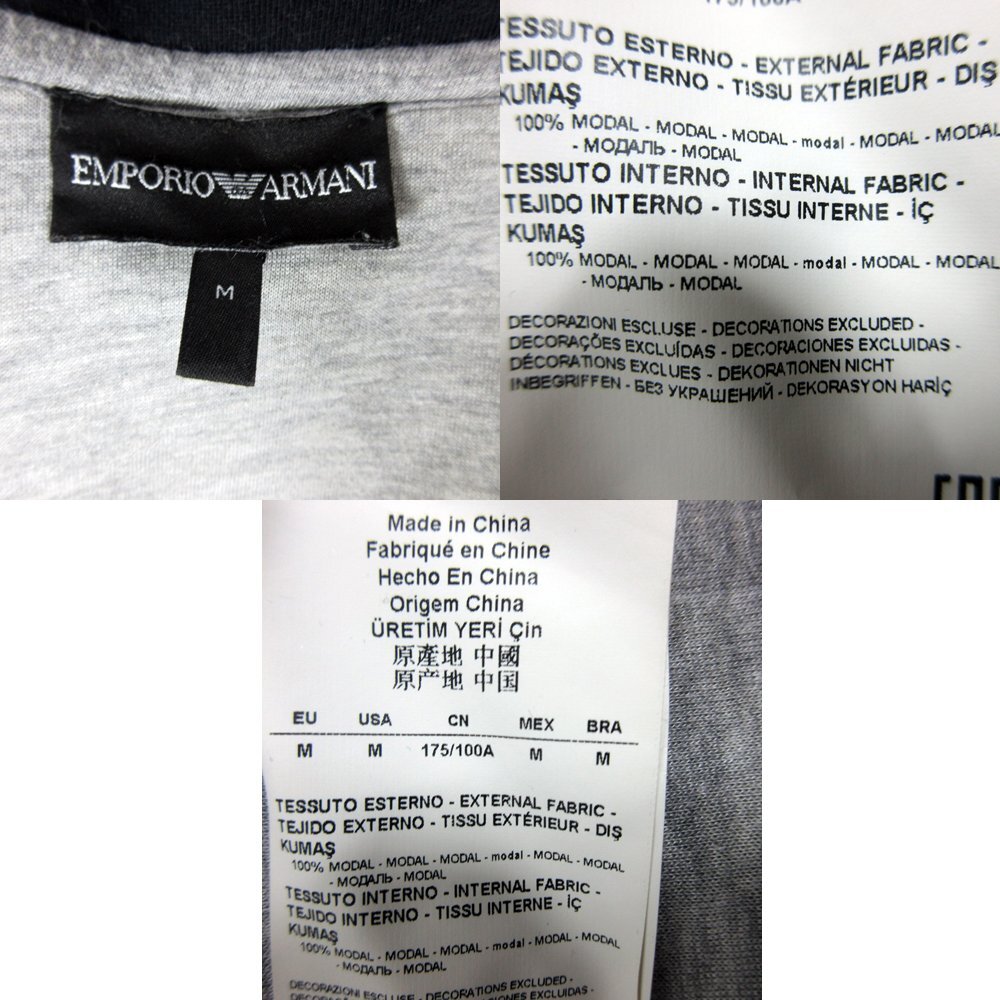 EMPORIO ARMANI
M
175/100A
TESSUTO ESTERNO - EXTERNAL FABRIC -
TEJIDO EXTERNO - TISSU EXTÉRIEUR - DIŞ
KUMAŞ
100% MODAL - MODAL - MODAL - modal - MODAL - MODAL
- МОДАЛЬ - MODAL
TESSUTO INTERNO - INTERNAL FABRIC -
TEJIDO INTERNO - TISSU INTERNE - İÇ
KUMAŞ
100% MODAL - MODAL - MODAL - modal - MODAL - MODAL
- МОДАЛЬ - MODAL
DECORAZIONI ESCLUSE - DECORATIONS EXCLUDED -
DECORAÇÕES EXCLUÍDAS - DECORACIONES EXCLUIDAS -
DÉCORATIONS EXCLUES - DEKORATIONEN NICHT
INBEGRIFFEN - БЕЗ УКРАШЕНИЙ - DEKORASYON HARİÇ
Made in China
Fabriqué en Chine
Hecho En China
Origem China
ÜRETİM YERİ Çin
原產地 中國
原产地 中国
EU USA CN MEX BRA
M M 175/100A M M
TESSUTO ESTERNO - EXTERNAL FABRIC -
TEJIDO EXTERNO - TISSU EXTÉRIEUR - DIŞ
KUMAŞ
100% MODAL - MODAL - MODAL - modal - MODAL - MODAL
- МОДАЛЬ - MODAL
TESSUTO INTERNO - INTERNAL FABRIC -
TEJIDO INTERNO - TISSU INTERNE - İÇ
KUMAŞ
100% MODAL - MODAL - MODAL - modal - MODAL - MODAL
- МОДАЛЬ - MODAL
DECORAZIONI ESCLUSE - DECORATIONS EXCLUDED -
DECORACIONES EXCLUIDAS -